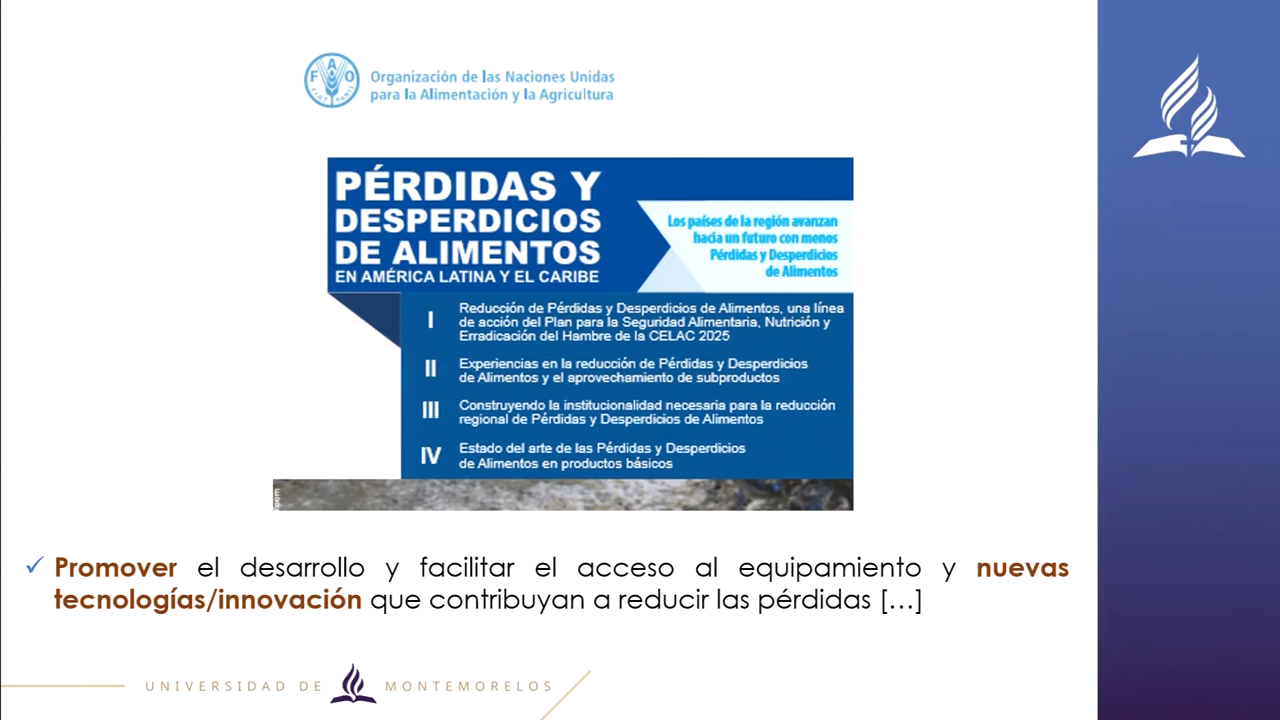 FAO
FIAT PANIS
Organización de las Naciones Unidas
para la Alimentación y la Agricultura
PÉRDIDAS Y
DESPERDICIOS
DE ALIMENTOS
EN AMÉRICA LATINA Y EL CARIBE
Los países de la región avanzan
hacia un futuro con menos
Pérdidas y Desperdicios
de Alimentos
I Reducción de Pérdidas y Desperdicios de Alimentos, una línea
de acción del Plan para la Seguridad Alimentaria, Nutrición y
Erradicación del Hambre de la CELAC 2025
II Experiencias en la reducción de Pérdidas y Desperdicios
de Alimentos y el aprovechamiento de subproductos
III Construyendo la institucionalidad necesaria para la reducción
regional de Pérdidas y Desperdicios de Alimentos
IV Estado del arte de las Pérdidas y Desperdicios
de Alimentos en productos básicos
✓ Promover el desarrollo y facilitar el acceso al equipamiento y nuevas
tecnologías/innovación que contribuyan a reducir las pérdidas […]
UNIVERSIDAD DE MONTEMORELOS